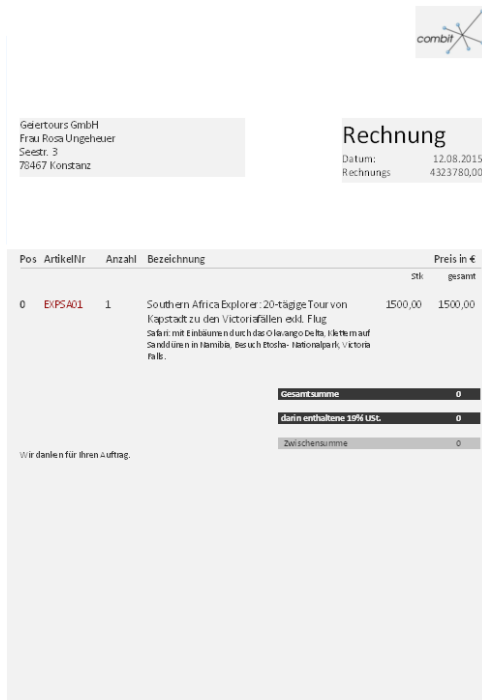 combit
Geiertours GmbH
Frau Rosa Ungeheuer
Seestr. 3
78467 Konstanz
Rechnung
Datum: 12.08.2015
Rechnungs 4323780,00
Pos ArtikelNr Anzahl Bezeichnung Preis in €
Stk gesamt
0 EXPSA01 1 Southern Africa Explorer: 20-tägige Tour von 1500,00 1500,00
Kapstadt zu den Victoriafällen exkl. Flug
Safari: mit Einbäumen durch das Okavango Delta, Klettern auf
Sanddünen in Namibia, Besuch Etosha- Nationalpark, Victoria
Falls.
Gesamtsumme 0
darin enthaltene 19% USt. 0
Zwischensumme 0
Wir danken für Ihren Auftrag.